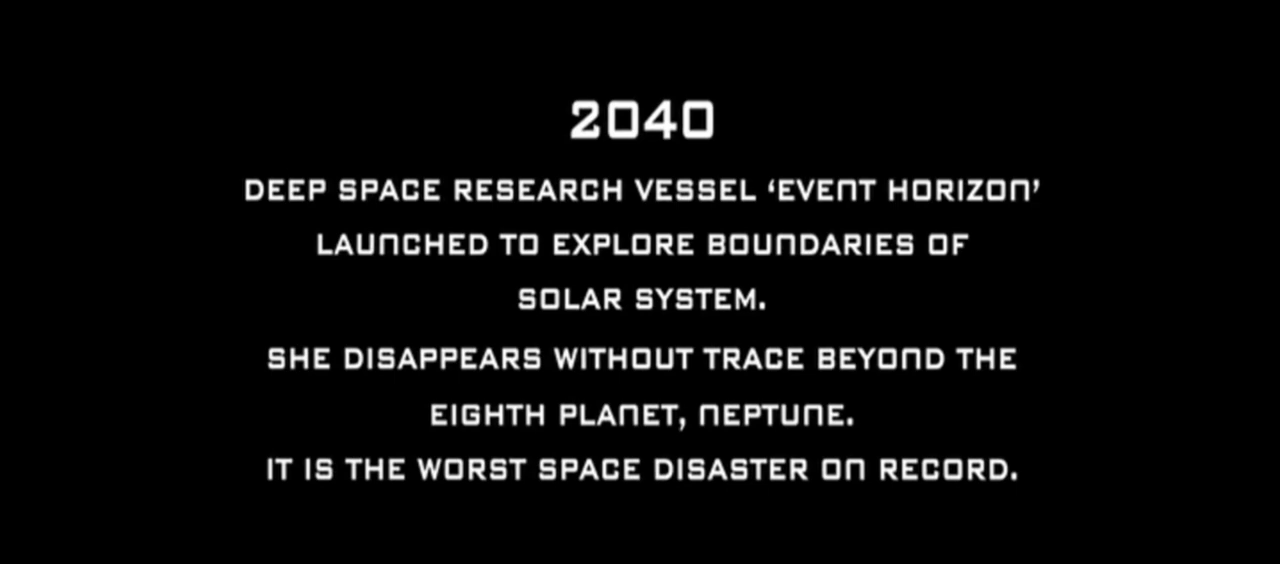 2040
DEEP SPACE RESEARCH VESSEL ‘EVENT HORIZON’
LAUNCHED TO EXPLORE BOUNDARIES OF
SOLAR SYSTEM.
SHE DISAPPEARS WITHOUT TRACE BEYOND THE
EIGHTH PLANET, NEPTUNE.
IT IS THE WORST SPACE DISASTER ON RECORD.